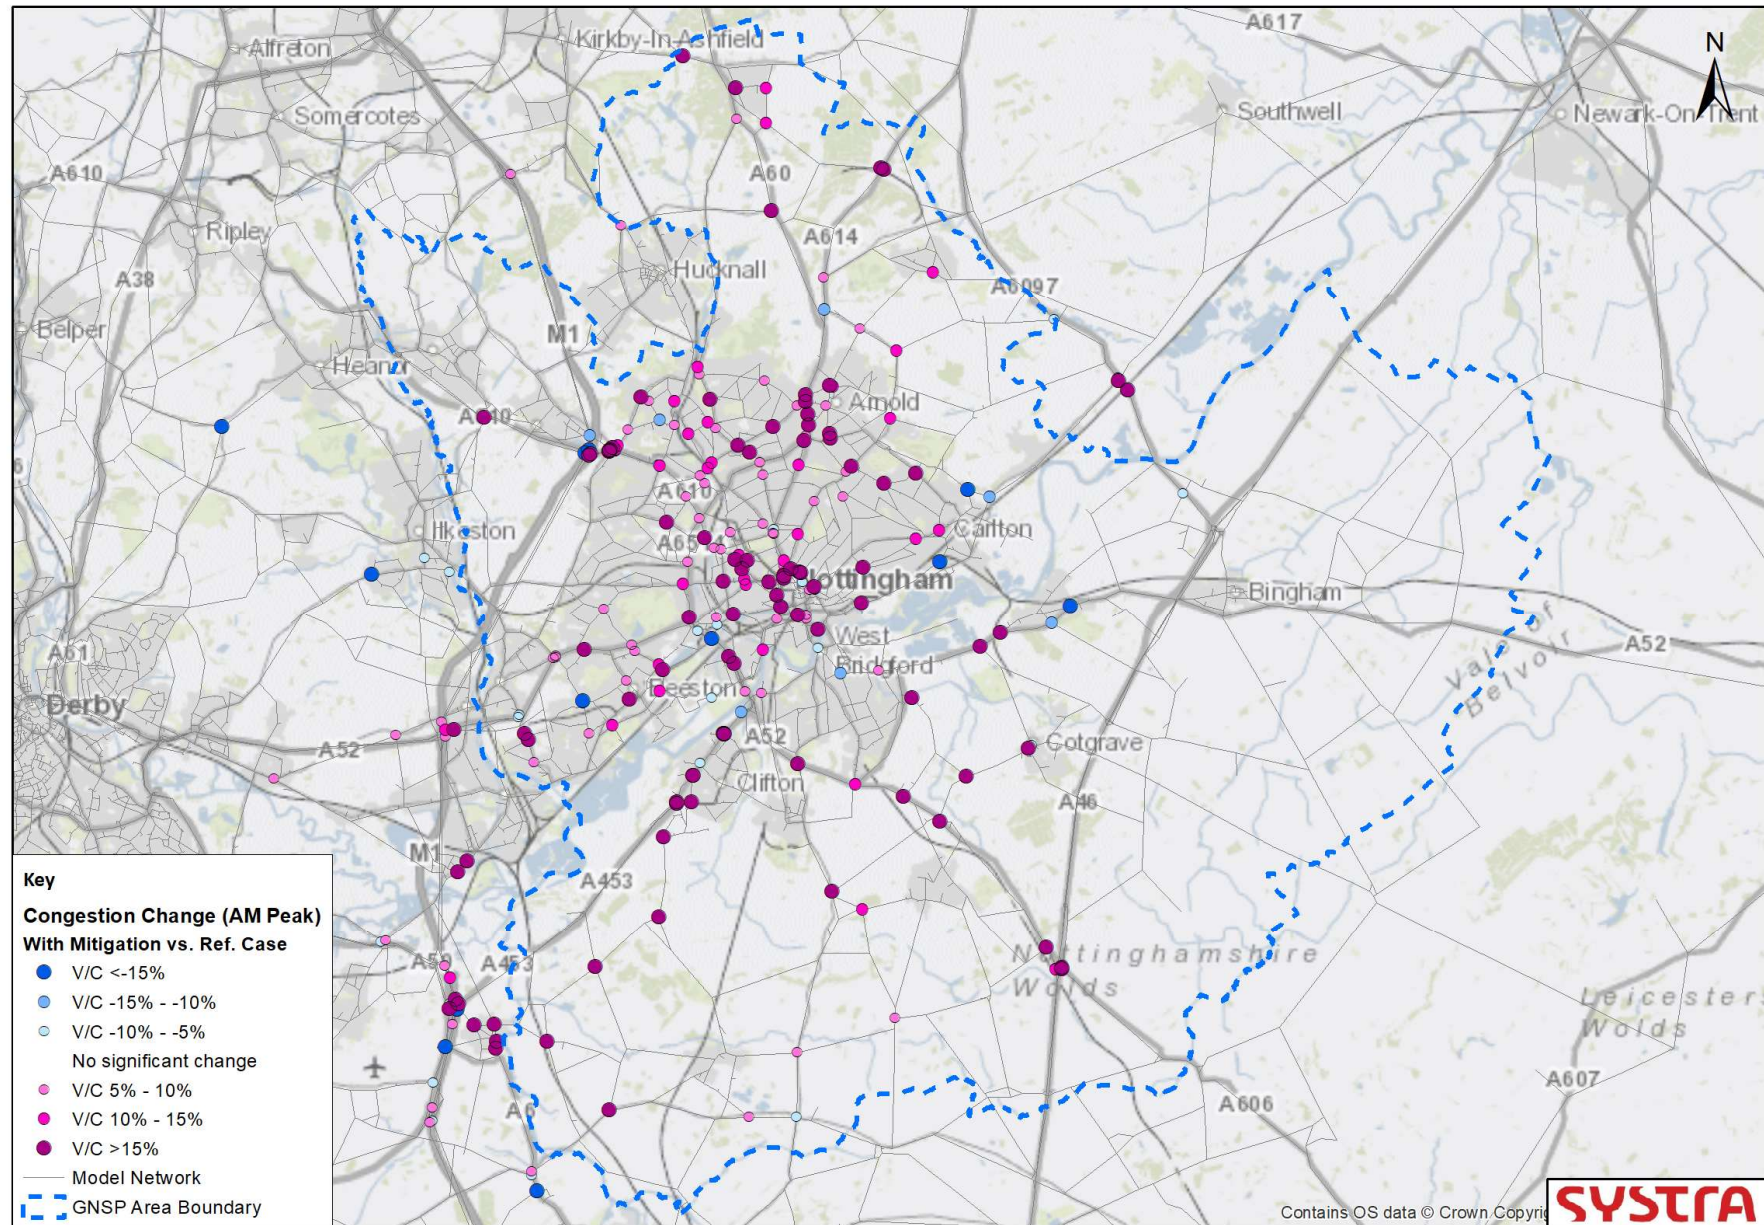 A617
N
Kirkby-In-Ashfield
Alfreton
Southwell
Newark-On-Trent
Somercotes
A610
A60
Ripley
A614
Hucknall
A38
A6097
Belper
M1
Heanor
Arnold
A610
Ilkeston
Carlton
Nottingham
Bingham
West
Bridgford
A52
A61
Vale of
Belvoir
Beeston
Derby
A52
A52
Cotgrave
Clifton
A46
M1
A453
Nottinghamshire
Wolds
A50
A453
Leicester
Wolds
A607
A6
A606
Key
Congestion Change (AM Peak)
With Mitigation vs. Ref. Case
V/C <-15%
V/C -15% - -10%
V/C -10% - -5%
No significant change
V/C 5% - 10%
V/C 10% - 15%
V/C >15%
Model Network
GNSP Area Boundary
Contains OS data © Crown Copyrig
SYSTRA